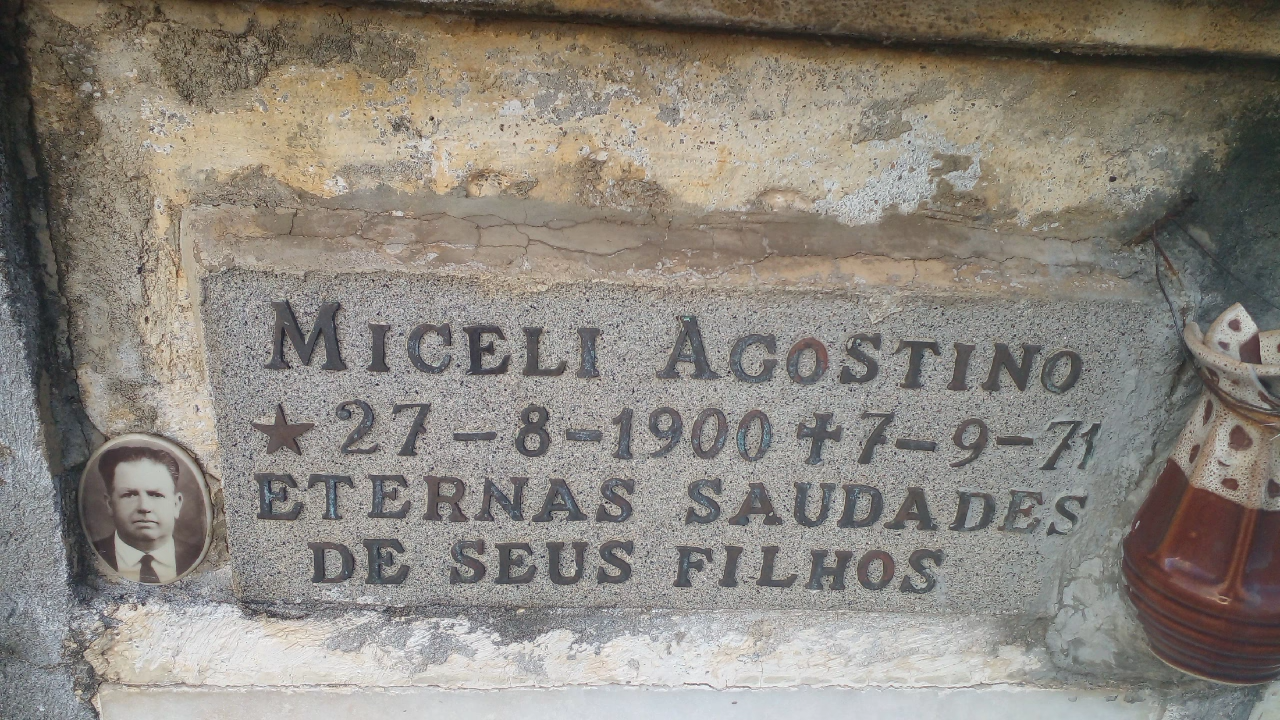 MICELI AGOSTINO
★ 27-8-1900 ✝ 7-9-71
ETERNAS SAUDADES
DE SEUS FILHOS